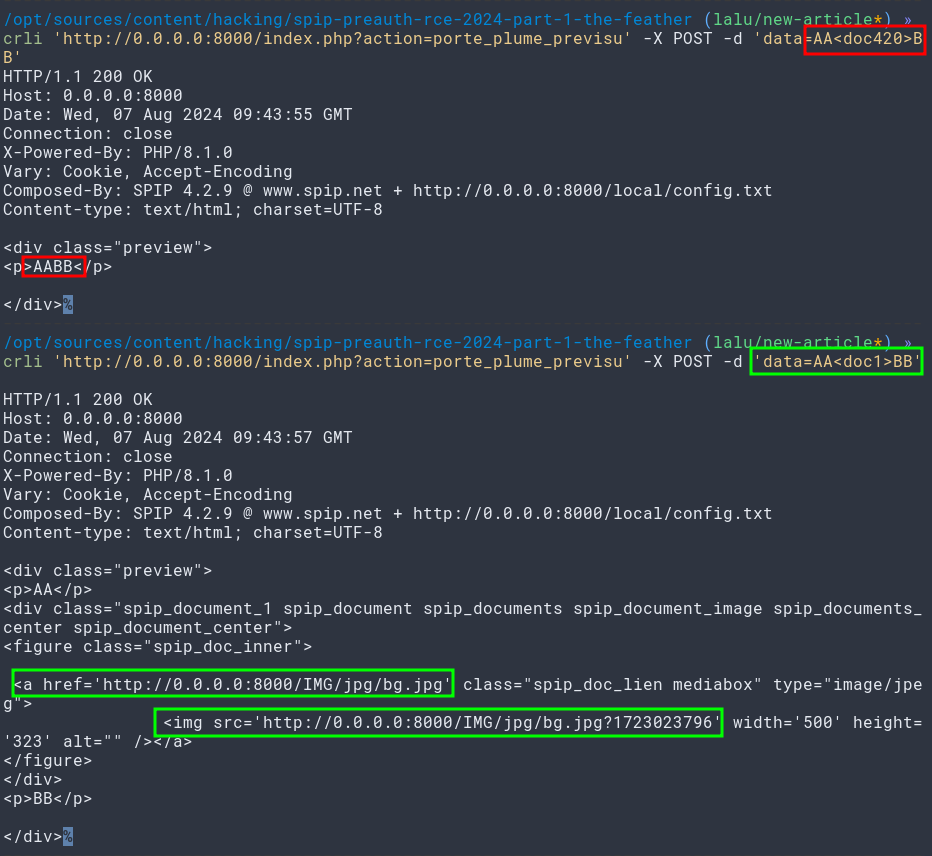 /opt/sources/content/hacking/spip-preauth-rce-2024-part-1-the-feather (lalu/new-article*) »
crli 'http://0.0.0.0:8000/index.php?action=porte_plume_previsu' -X POST -d 'data=AA<doc420>B
B'
HTTP/1.1 200 OK
Host: 0.0.0.0:8000
Date: Wed, 07 Aug 2024 09:43:55 GMT
Connection: close
X-Powered-By: PHP/8.1.0
Vary: Cookie, Accept-Encoding
Composed-By: SPIP 4.2.9 @ www.spip.net + http://0.0.0.0:8000/local/config.txt
Content-type: text/html; charset=UTF-8
<div class="preview">
<p>AABB</p>
</div>%
/opt/sources/content/hacking/spip-preauth-rce-2024-part-1-the-feather (lalu/new-article*) »
crli 'http://0.0.0.0:8000/index.php?action=porte_plume_previsu' -X POST -d 'data=AA<doc1>BB'
HTTP/1.1 200 OK
Host: 0.0.0.0:8000
Date: Wed, 07 Aug 2024 09:43:57 GMT
Connection: close
X-Powered-By: PHP/8.1.0
Vary: Cookie, Accept-Encoding
Composed-By: SPIP 4.2.9 @ www.spip.net + http://0.0.0.0:8000/local/config.txt
Content-type: text/html; charset=UTF-8
<div class="preview">
<p>AA</p>
<div class="spip_document_1 spip_document spip_documents spip_document_image spip_documents_
center spip_document_center">
<figure class="spip_doc_inner">
<a href='http://0.0.0.0:8000/IMG/jpg/bg.jpg' class="spip_doc_lien mediabox" type="image/jpe
g">
<img src='http://0.0.0.0:8000/IMG/jpg/bg.jpg?1723023796' width='500' height=
'323' alt="" /></a>
</figure>
</div>
<p>BB</p>
</div>%